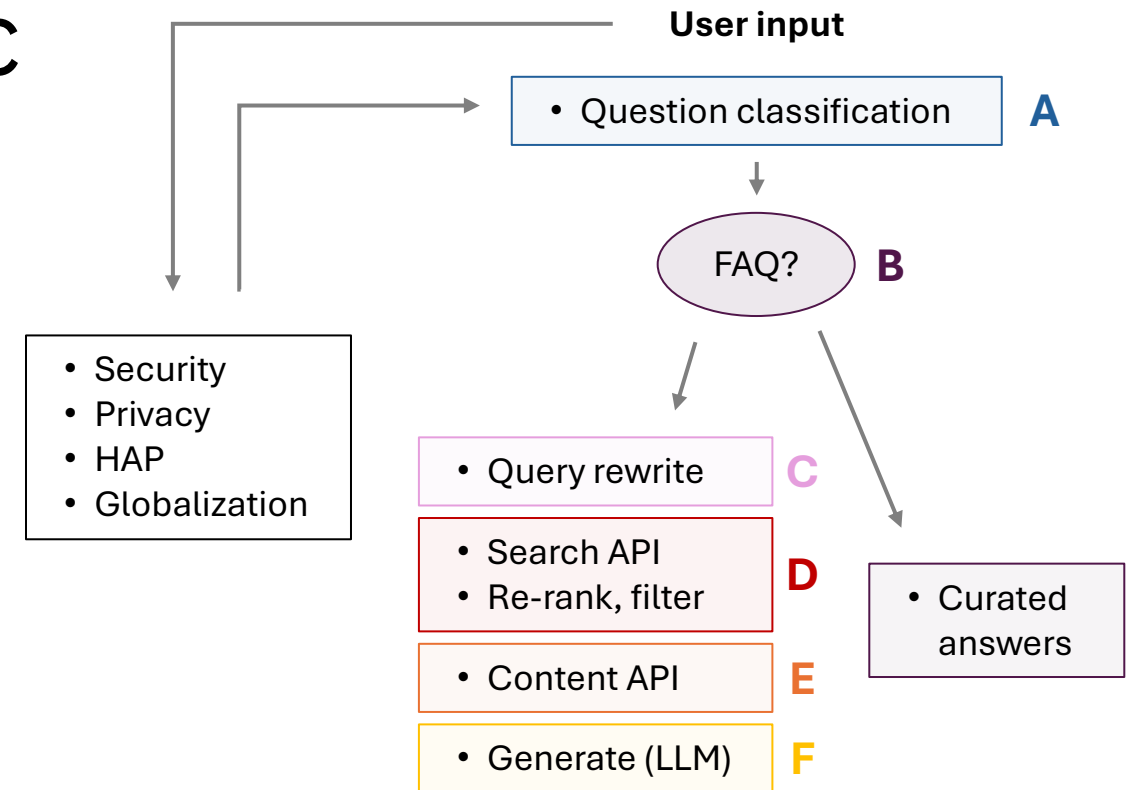 C
User input
• Question classification
A
FAQ?
B
• Security
• Privacy
• HAP
• Globalization
• Query rewrite
C
• Search API
• Re-rank, filter
D
• Curated
answers
• Content API
E
• Generate (LLM)
F